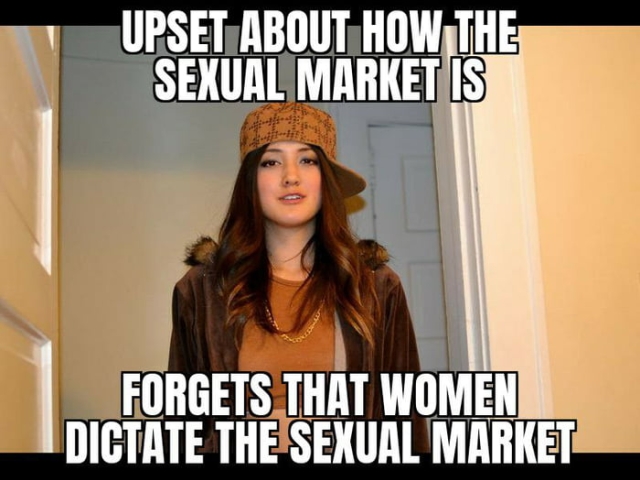 UPSET ABOUT HOW THE
SEXUAL MARKET IS
FORGETS THAT WOMEN
DICTATE THE SEXUAL MARKET